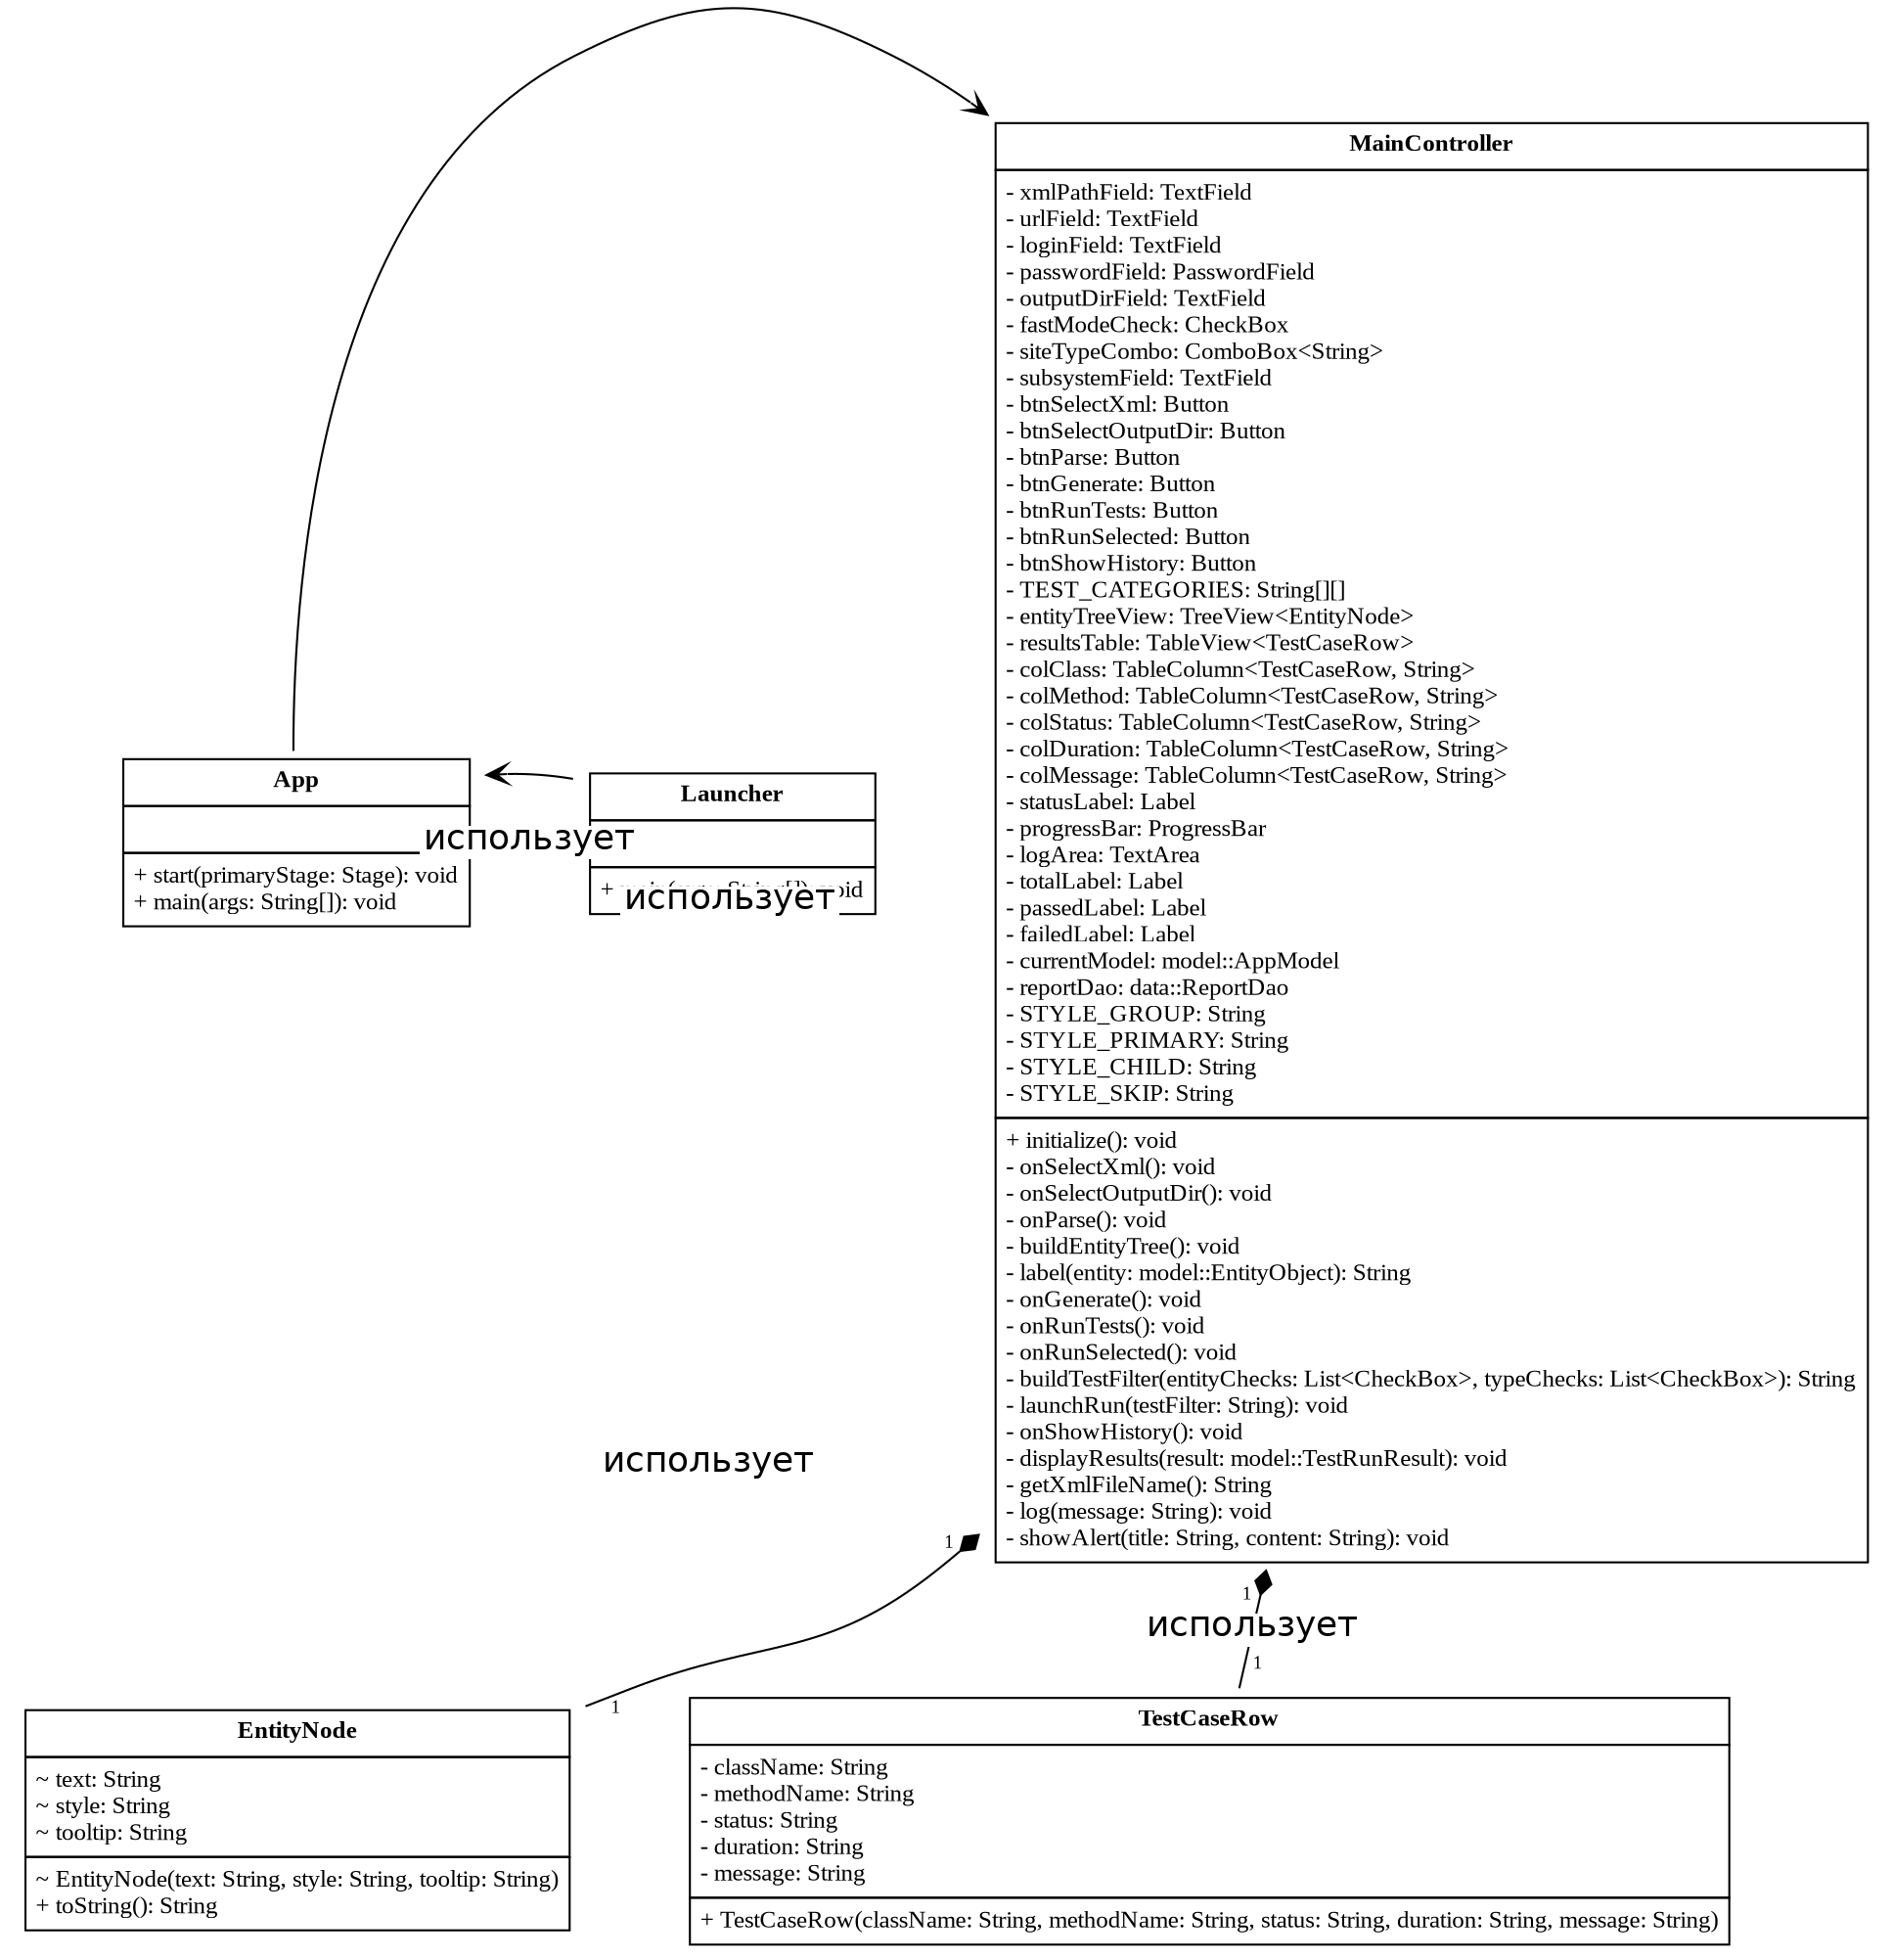 MainController
- xmlPathField: TextField
- urlField: TextField
- loginField: TextField
- passwordField: PasswordField
- outputDirField: TextField
- fastModeCheck: CheckBox
- siteTypeCombo: ComboBox<String>
- subsystemField: TextField
- btnSelectXml: Button
- btnSelectOutputDir: Button
- btnParse: Button
- btnGenerate: Button
- btnRunTests: Button
- btnRunSelected: Button
- btnShowHistory: Button
- TEST_CATEGORIES: String[][]
- entityTreeView: TreeView<EntityNode>
- resultsTable: TableView<TestCaseRow>
- colClass: TableColumn<TestCaseRow, String>
- colMethod: TableColumn<TestCaseRow, String>
- colStatus: TableColumn<TestCaseRow, String>
- colDuration: TableColumn<TestCaseRow, String>
- colMessage: TableColumn<TestCaseRow, String>
- statusLabel: Label
- progressBar: ProgressBar
- logArea: TextArea
- totalLabel: Label
- passedLabel: Label
- failedLabel: Label
- currentModel: model::AppModel
- reportDao: data::ReportDao
- STYLE_GROUP: String
- STYLE_PRIMARY: String
- STYLE_CHILD: String
- STYLE_SKIP: String
+ initialize(): void
- onSelectXml(): void
- onSelectOutputDir(): void
- onParse(): void
- buildEntityTree(): void
- label(entity: model::EntityObject): String
- onGenerate(): void
- onRunTests(): void
- onRunSelected(): void
- buildTestFilter(entityChecks: List<CheckBox>, typeChecks: List<CheckBox>): String
- launchRun(testFilter: String): void
- onShowHistory(): void
- displayResults(result: model::TestRunResult): void
- getXmlFileName(): String
- log(message: String): void
- showAlert(title: String, content: String): void
App
+ start(primaryStage: Stage): void
+ main(args: String[]): void
использует
Launcher
+
void
использует
использует
1
1
1
использует
1
EntityNode
~ text: String
~ style: String
~ tooltip: String
~ EntityNode(text: String, style: String, tooltip: String)
+ toString(): String
TestCaseRow
- className: String
- methodName: String
- status: String
- duration: String
- message: String
+ TestCaseRow(className: String, methodName: String, status: String, duration: String, message: String)